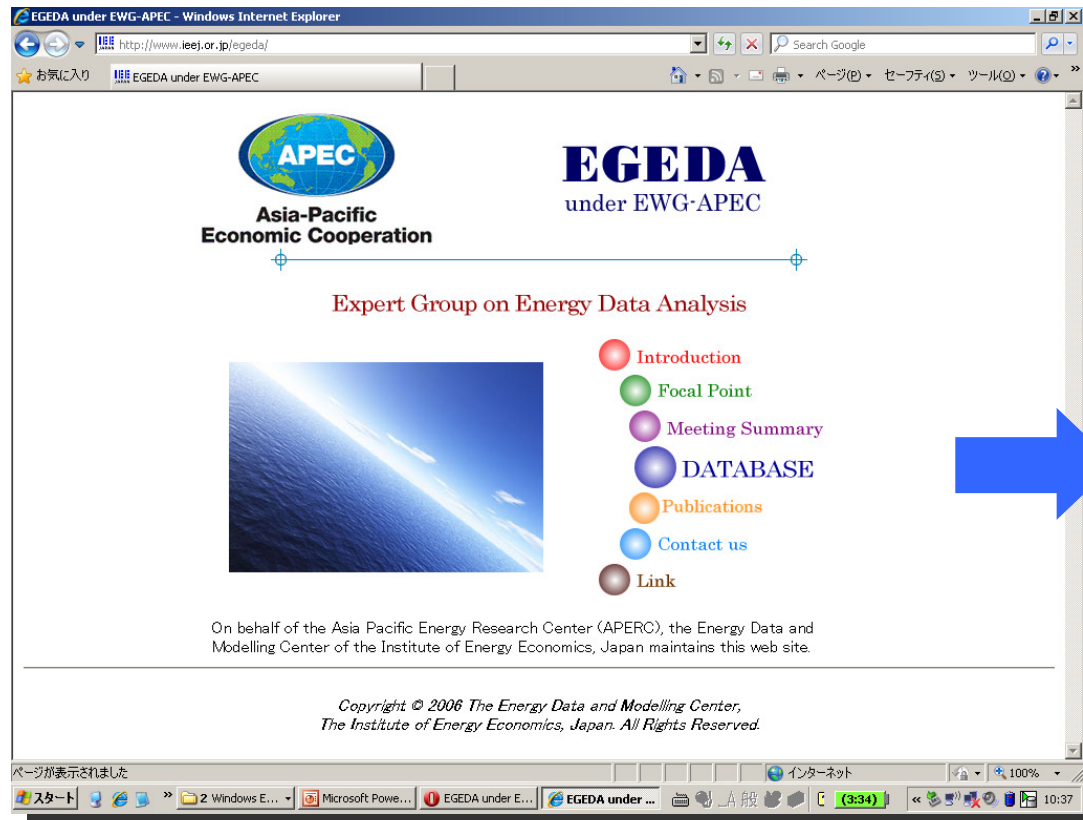 EGEDA under EWG-APEC - Windows Internet Explorer
http://www.ieej.or.jp/egeda/
Search Google
お気に入り
EGEDA under EWG-APEC
ページ(P)
セーフティ(S)
ツール(O)
APEC
Asia-Pacific
Economic Cooperation
EGEDA
under EWG-APEC
Expert Group on Energy Data Analysis
Introduction
Focal Point
Meeting Summary
DATABASE
Publications
Contact us
Link
On behalf of the Asia Pacific Energy Research Center (APERC), the Energy Data and
Modelling Center of the Institute of Energy Economics, Japan maintains this web site.
Copyright © 2006 The Energy Data and Modelling Center,
The Institute of Energy Economics, Japan. All Rights Reserved.
ページが表示されました
インターネット
100%
スタート
2 Windows E...
Microsoft Powe...
EGEDA under E...
EGEDA under ...
A 般
(3:34)
10:37